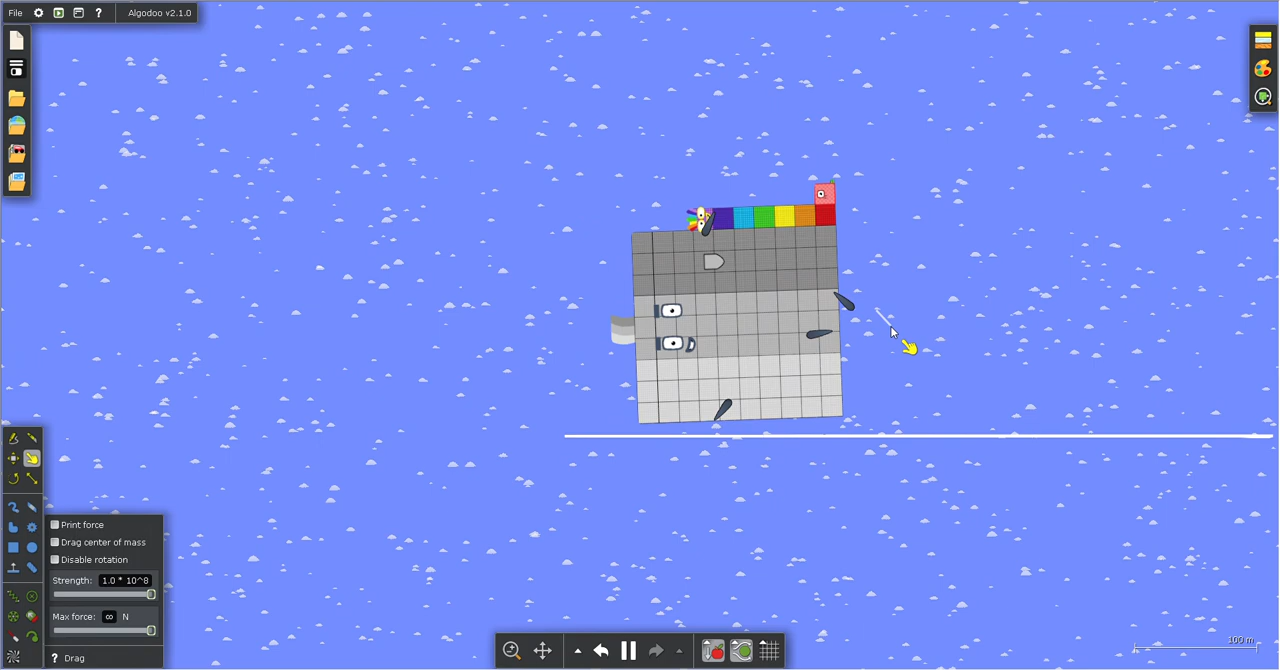 File ? Algodoo v2.1.0
Print force
Drag center of mass
Disable rotation
Strength: 1.0 * 10^8
Max force: ∞ N
? Drag
100 m